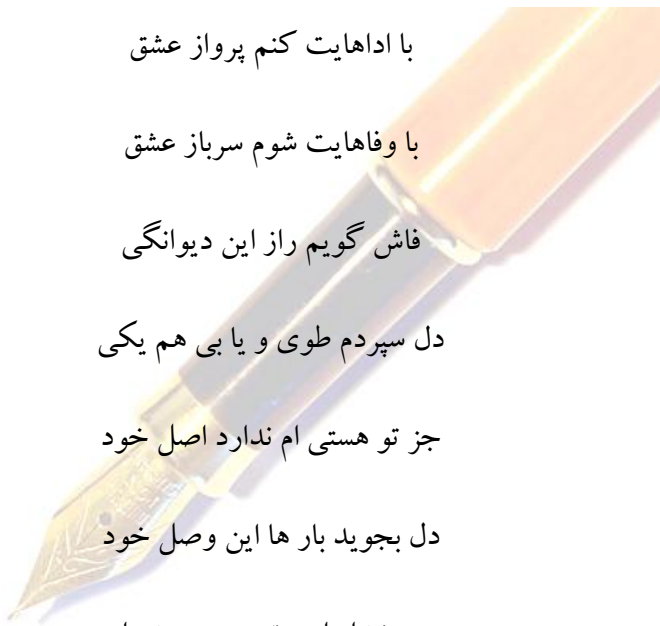 با اداهایت کنم پرواز عشق
با وفاهایت شوم سرباز عشق
فاش گویم راز این دیوانگی
دل سپردم طوی و یا بی هم یکی
جز تو هستی ام ندارد اصل خود
دل بجوید بار ها این وصل خود